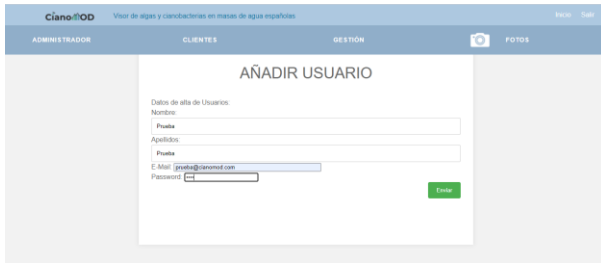 CianoMOD Visor de algas y cianobacterias en masas de agua españolas Inicio Salir
ADMINISTRADOR CLIENTES GESTIÓN FOTOS
AÑADIR USUARIO
Datos de alta de Usuarios:
Nombre:
Prueba
Apellidos:
Prueba
E-Mail: prueba@cianomod.com
Password: ••••
Enviar